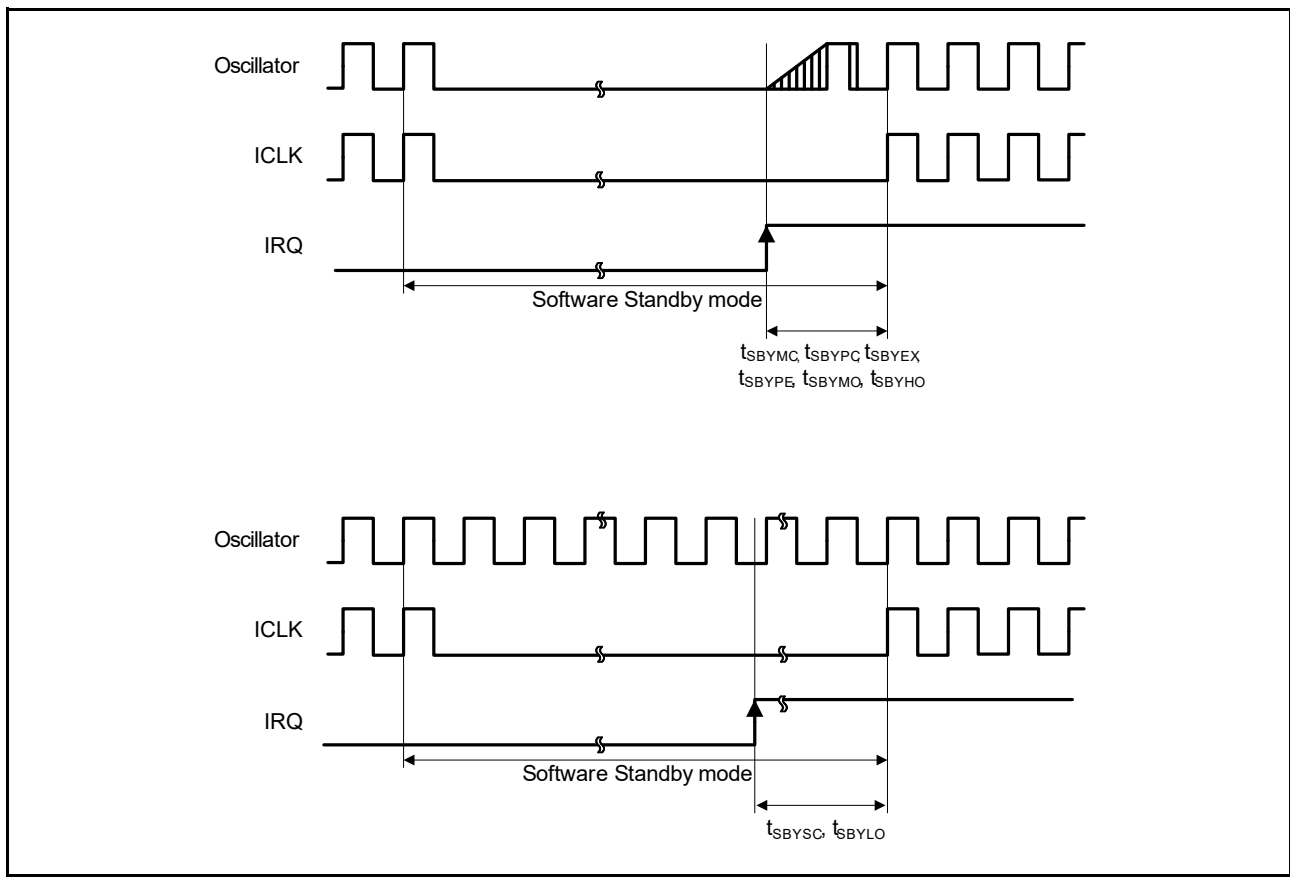 Oscillator
ICLK
IRQ
Software Standby mode
tSBYMC, tSBYPC, tSBYEX,
tSBYPE, tSBYMO, tSBYHO
Oscillator
ICLK
IRQ
Software Standby mode
tSBYSC, tSBYLO